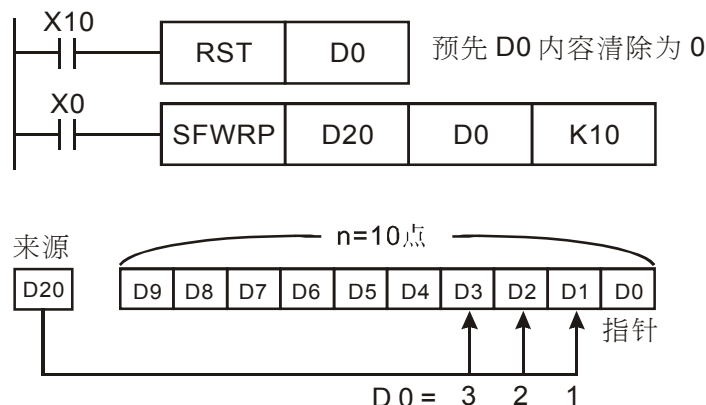 X10
RST D0 预先 D0 内容清除为 0
X0
SFWRP D20 D0 K10
n=10点
来源
D20 D9 D8 D7 D6 D5 D4 D3 D2 D1 D0
指针
D 0 = 3 2 1